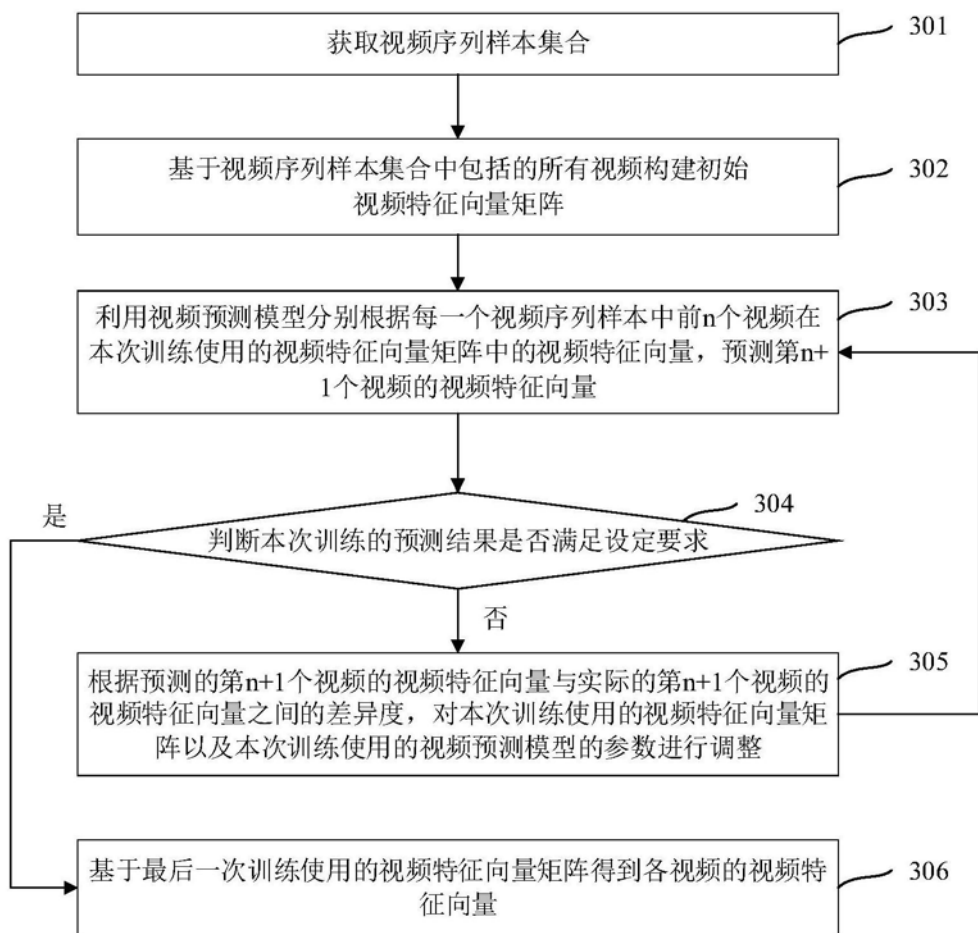 获取视频序列样本集合
301
基于视频序列样本集合中包括的所有视频构建初始
视频特征向量矩阵
302
利用视频预测模型分别根据每一个视频序列样本中前n个视频在
本次训练使用的视频特征向量矩阵中的视频特征向量，预测第n+
1个视频的视频特征向量
303
是
判断本次训练的预测结果是否满足设定要求
304
否
根据预测的第n+1个视频的视频特征向量与实际的第n+1个视频的
视频特征向量之间的差异度，对本次训练使用的视频特征向量矩
阵以及本次训练使用的视频预测模型的参数进行调整
305
基于最后一次训练使用的视频特征向量矩阵得到各视频的视频特
征向量
306